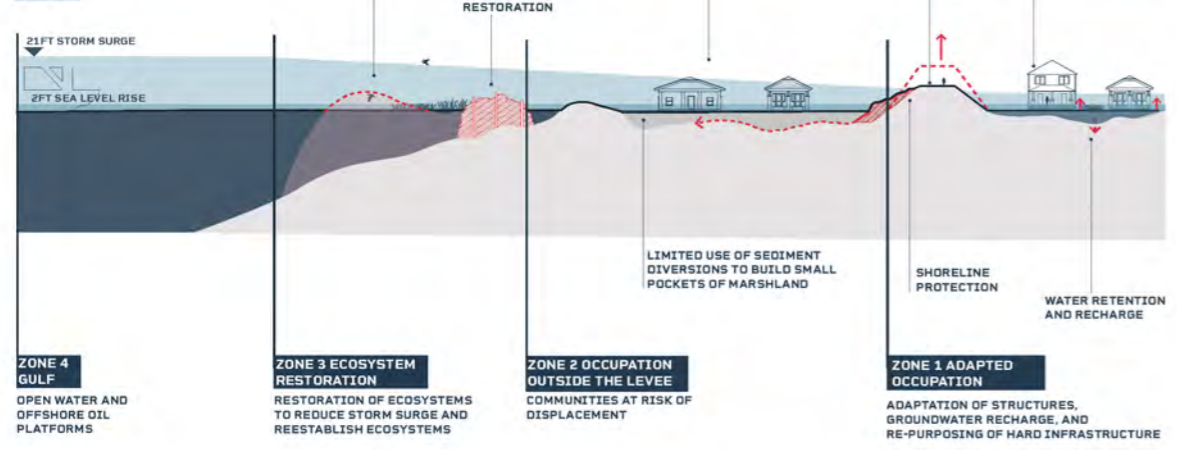 RESTORATION
21FT STORM SURGE
2FT SEA LEVEL RISE
LIMITED USE OF SEDIMENT
DIVERSIONS TO BUILD SMALL
POCKETS OF MARSHLAND
SHORELINE
PROTECTION
WATER RETENTION
AND RECHARGE
ZONE 4
GULF
OPEN WATER AND
OFFSHORE OIL
PLATFORMS
ZONE 3 ECOSYSTEM
RESTORATION
RESTORATION OF ECOSYSTEMS
TO REDUCE STORM SURGE AND
REESTABLISH ECOSYSTEMS
ZONE 2 OCCUPATION
OUTSIDE THE LEVEE
COMMUNITIES AT RISK OF
DISPLACEMENT
ZONE 1 ADAPTED
OCCUPATION
ADAPTATION OF STRUCTURES,
GROUNDWATER RECHARGE, AND
RE-PURPOSING OF HARD INFRASTRUCTURE